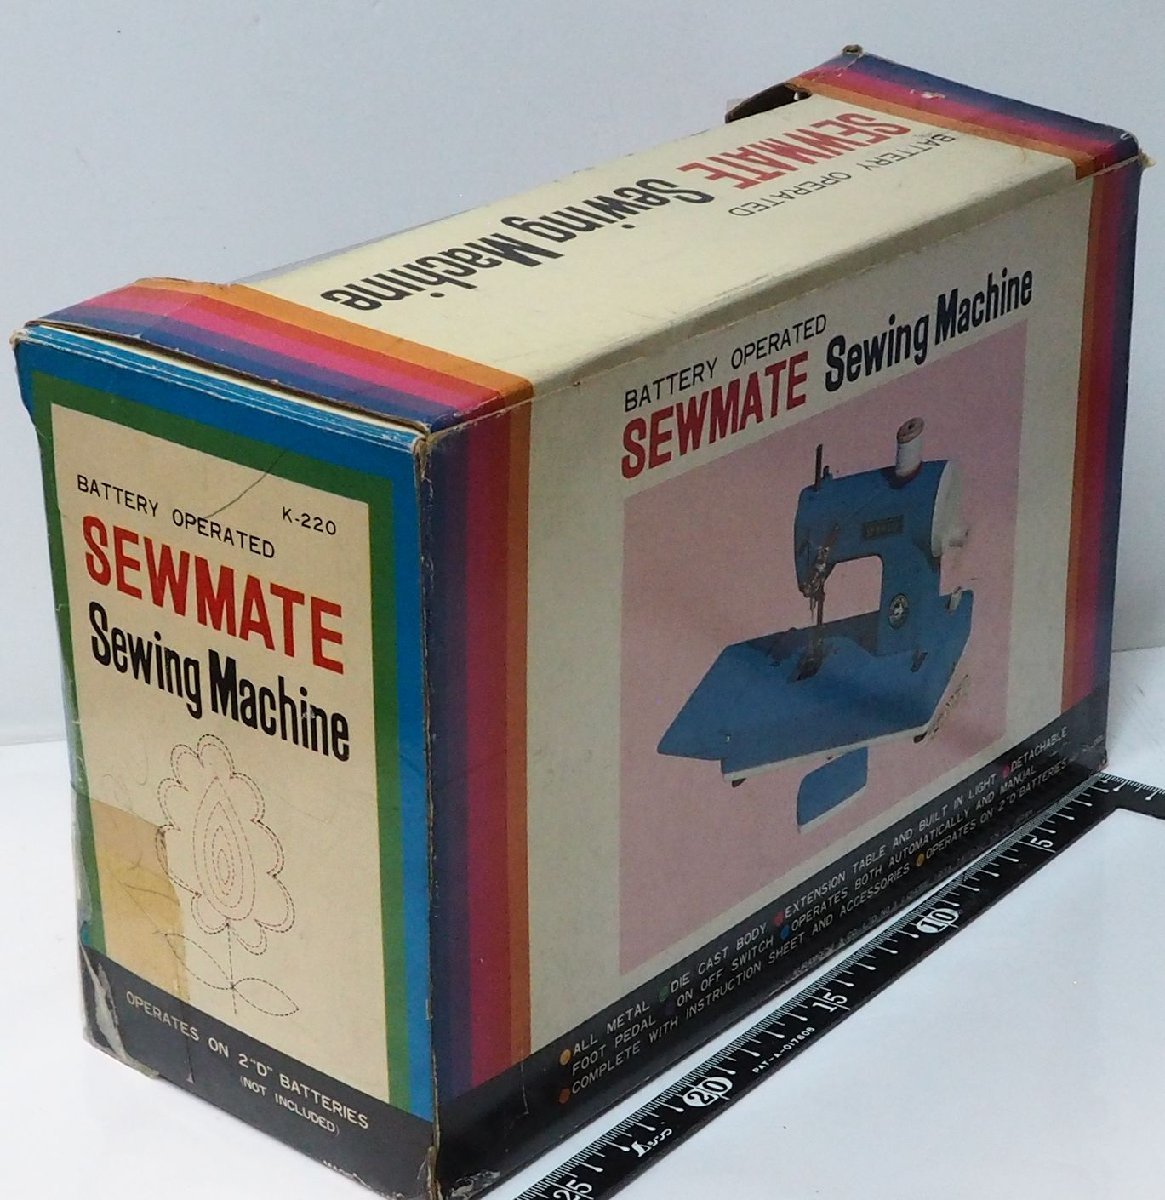 SEWMATE
BATTERY OPERATED
Sewing Machine
BATTERY OPERATED
SEWMATE Sewing Machine
BATTERY OPERATED K-220
SEWMATE
Sewing Machine
OPERATES ON 2"D" BATTERIES
(NOT INCLUDED)
ALL METAL DIE CAST BODY EXTENSION TABLE AND BUILT IN LIGHT DETACHABLE
FOOT PEDAL ON OFF SWITCH OPERATES BOTH AUTOMATICALLY AND MANUAL
COMPLETE WITH INSTRUCTION SHEET AND ACCESSORIES OPERATES ON 2"D" BATTERIES
5
10
15
20
25
PAT-A-017609